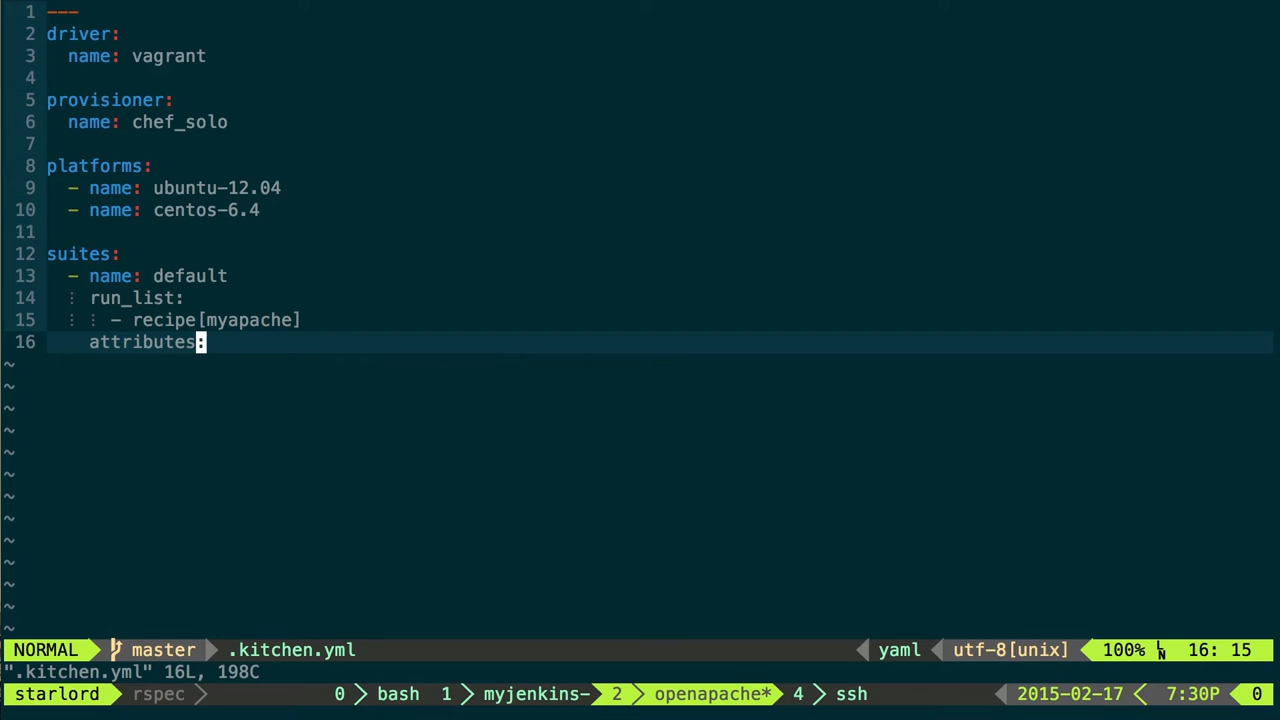 1 ---
2 driver:
3   name: vagrant
4
5 provisioner:
6   name: chef_solo
7
8 platforms:
9   - name: ubuntu-12.04
10   - name: centos-6.4
11
12 suites:
13   - name: default
14     run_list:
15       - recipe[myapache]
16     attributes:
~
~
~
~
~
~
~
~
~
~
~
~
~
NORMAL master .kitchen.yml yaml utf-8[unix] 100% LN 16: 15
".kitchen.yml" 16L, 198C
starlord rspec 0 bash 1 myjenkins- 2 openapache* 4 ssh 2015-02-17 7:30P 0